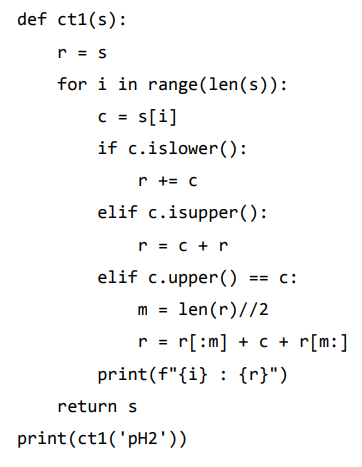 def ct1(s):
    r = s
    for i in range(len(s)):
        c = s[i]
        if c.islower():
            r += c
        elif c.isupper():
            r = c + r
        elif c.upper() == c:
            m = len(r)//2
            r = r[:m] + c + r[m:]
        print(f"{i} : {r}")
    return s
print(ct1('pH2'))